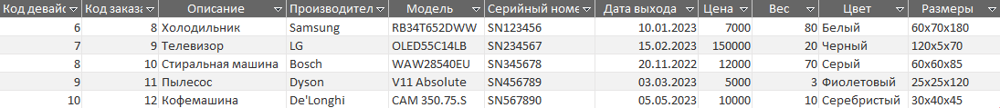 Код девайс Код заказа Описание Производител Модель Серийный номе Дата выхода Цена Вес Цвет Размеры
6 8 Холодильник Samsung RB34T652DWW SN123456 10.01.2023 7000 80 Белый 60x70x180
7 9 Телевизор LG OLED55C14LB SN234567 15.02.2023 150000 20 Черный 120x5x70
8 10 Стиральная машина Bosch WAW28540EU SN345678 20.11.2022 12000 70 Серый 60x60x85
9 11 Пылесос Dyson V11 Absolute SN456789 03.03.2023 5000 3 Фиолетовый 25x25x120
10 12 Кофемашина De'Longhi CAM 350.75.S SN567890 05.05.2023 10000 10 Серебристый 30x40x45